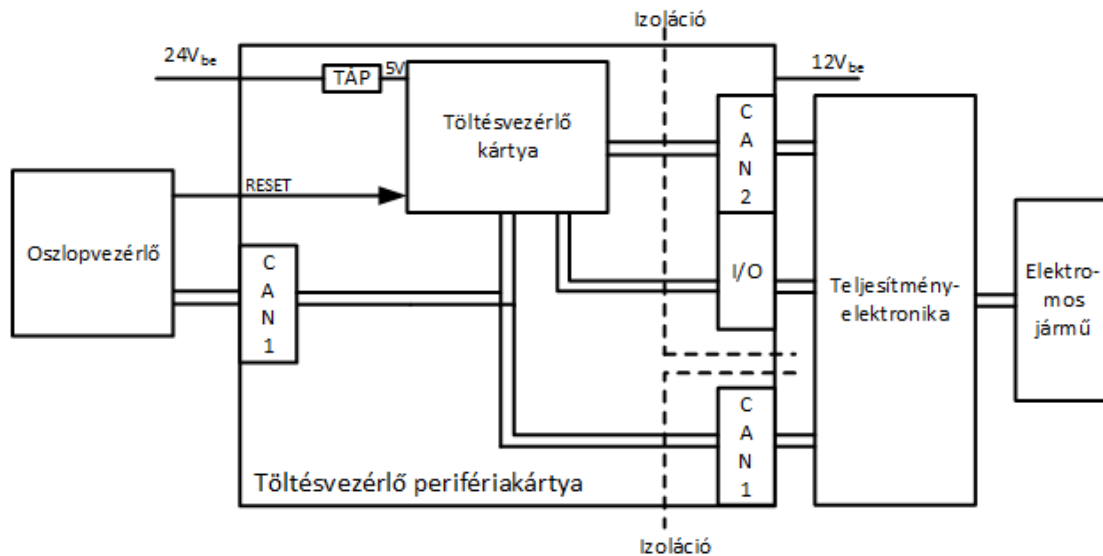 Izoláció
24Vbe
TÁP
5V
12Vbe
Töltésvezérlő
kártya
C
A
N
2
RESET
Oszlopvezérlő
C
A
N
1
I/O
Teljesítmény-
elektronika
Elektro-
mos
jármű
C
A
N
1
Töltésvezérlő perifériakártya
Izoláció